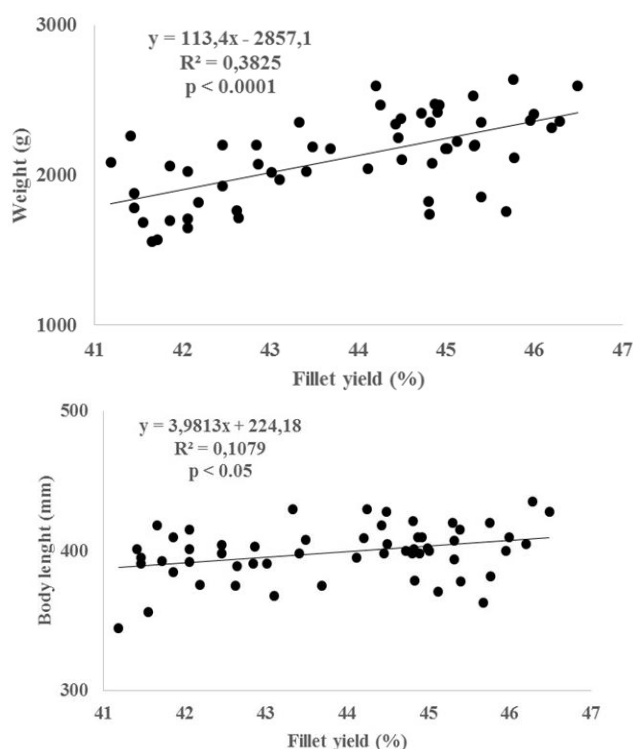 3000
y = 113,4x - 2857,1
R² = 0,3825
p < 0.0001
Weight (g)
2000
1000
41 42 43 44 45 46 47
Fillet yield (%)
500
y = 3,9813x + 224,18
R² = 0,1079
p < 0.05
Body lenght (mm)
400
300
41 42 43 44 45 46 47
Fillet yield (%)